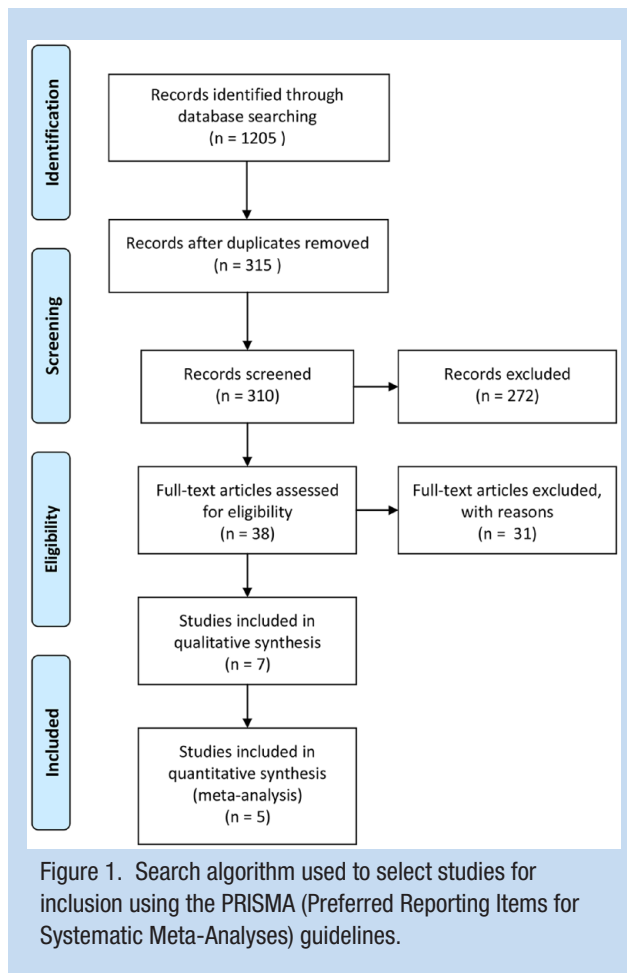 Identification
Records identified through
database searching
(n = 1205 )
Records after duplicates removed
(n = 315 )
Screening
Records screened
(n = 310)
Records excluded
(n = 272)
Eligibility
Full-text articles assessed
for eligibility
(n = 38)
Full-text articles excluded,
with reasons
(n = 31)
Studies included in
qualitative synthesis
(n = 7)
Included
Studies included in
quantitative synthesis
(meta-analysis)
(n = 5)
Figure 1. Search algorithm used to select studies for
inclusion using the PRISMA (Preferred Reporting Items for
Systematic Meta-Analyses) guidelines.